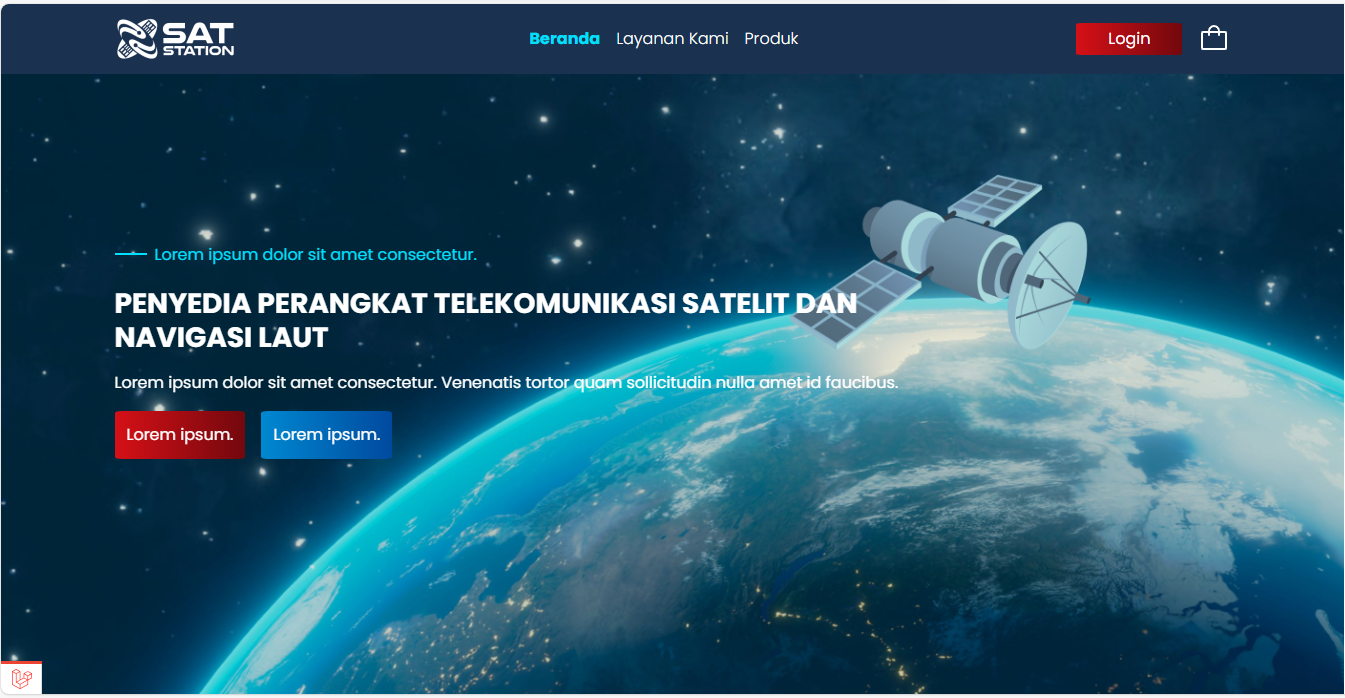 SAT
STATION
Beranda Layanan Kami Produk
Login
Lorem ipsum dolor sit amet consectetur.
PENYEDIA PERANGKAT TELEKOMUNIKASI SATELIT DAN
NAVIGASI LAUT
Lorem ipsum dolor sit amet consectetur. Venenatis tortor quam sollicitudin nulla amet id faucibus.
Lorem ipsum. Lorem ipsum.